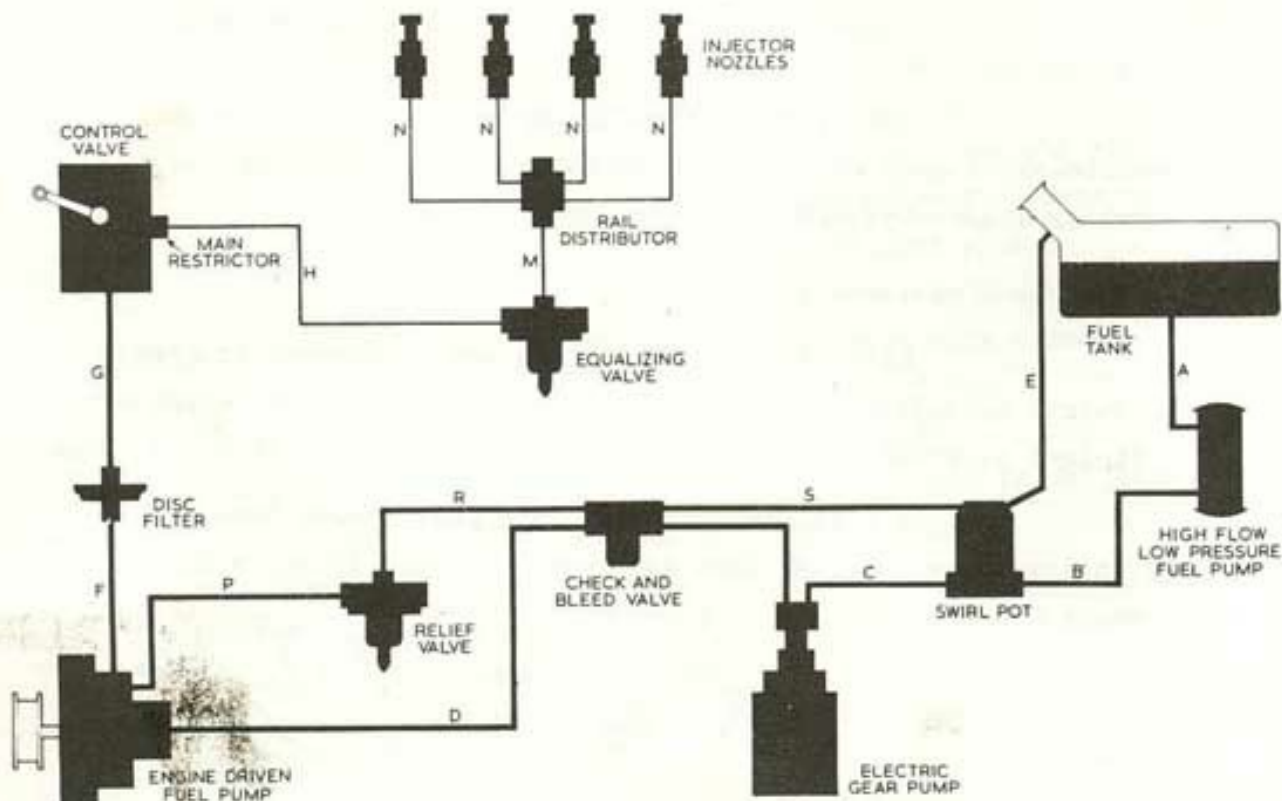 INJECTOR
NOZZLES
N
N
N
N
CONTROL
VALVE
RAIL
DISTRIBUTOR
MAIN
RESTRICTOR
H
M
FUEL
TANK
EQUALIZING
VALVE
G
E
A
DISC
FILTER
R
S
HIGH FLOW
LOW PRESSURE
FUEL PUMP
CHECK AND
BLEED VALVE
C
B
SWIRL POT
F
P
RELIEF
VALVE
D
ENGINE DRIVEN
FUEL PUMP
ELECTRIC
GEAR PUMP